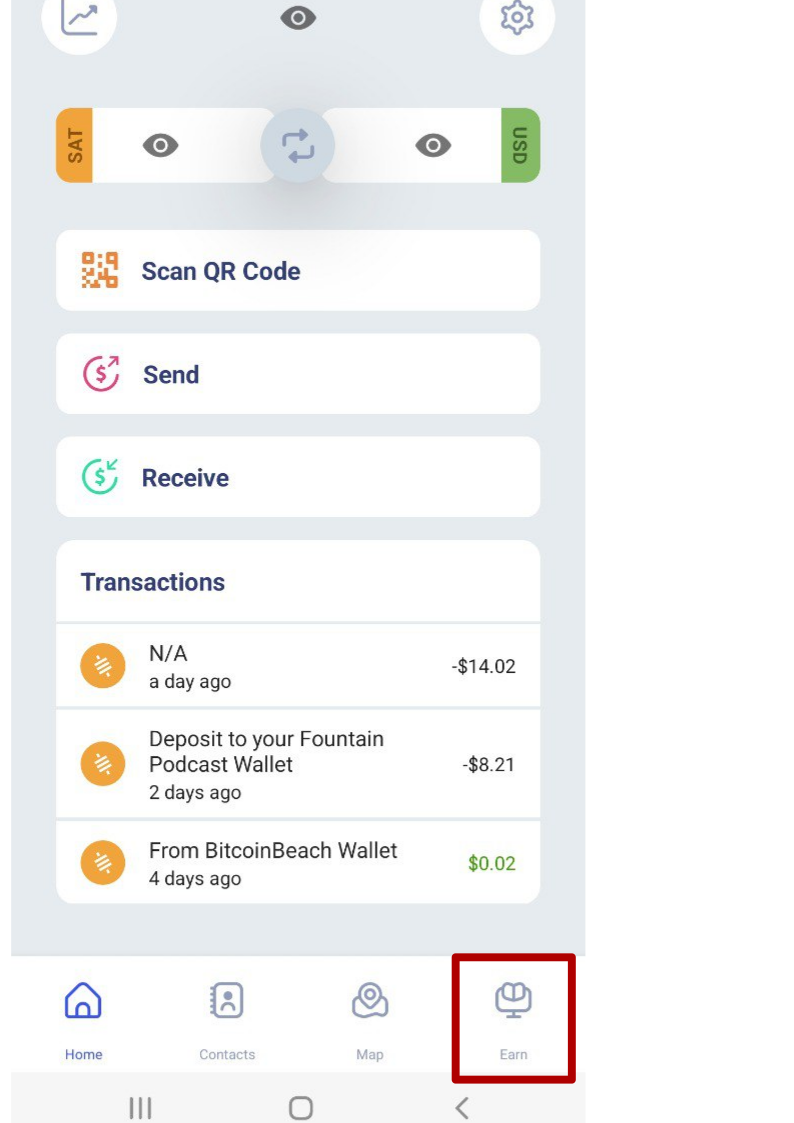 SAT
USD
Scan QR Code
Send
Receive
Transactions
N/A
a day ago
-$14.02
Deposit to your Fountain
Podcast Wallet
2 days ago
-$8.21
From BitcoinBeach Wallet
4 days ago
$0.02
Home
Contacts
Map
Earn